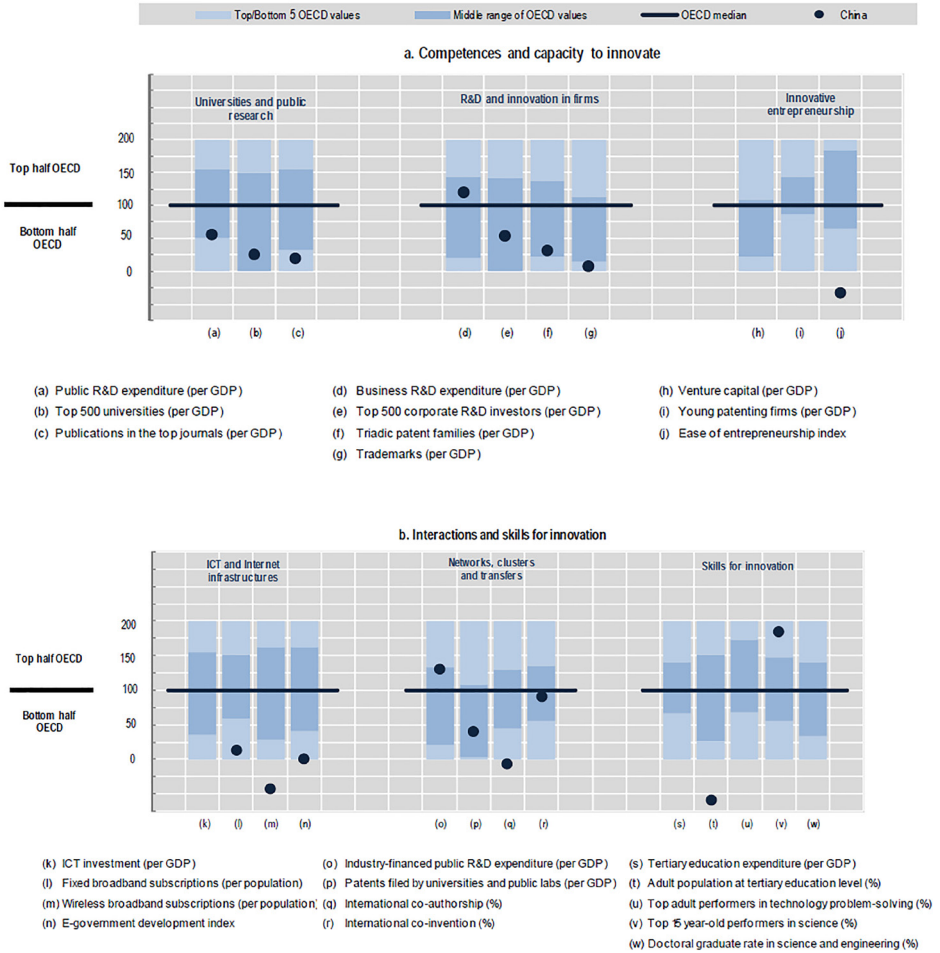 Top/Bottom 5 OECD values Middle range of OECD values OECD median China
a. Competences and capacity to innovate
Universities and public research
R&D and innovation in firms
Innovative entrepreneurship
200
150
100
50
0
Top half OECD
Bottom half OECD
(a) (b) (c) (d) (e) (f) (g) (h) (i) (j)
(a) Public R&D expenditure (per GDP)
(b) Top 500 universities (per GDP)
(c) Publications in the top journals (per GDP)
(d) Business R&D expenditure (per GDP)
(e) Top 500 corporate R&D investors (per GDP)
(f) Triadic patent families (per GDP)
(g) Trademarks (per GDP)
(h) Venture capital (per GDP)
(i) Young patenting firms (per GDP)
(j) Ease of entrepreneurship index
b. Interactions and skills for innovation
ICT and Internet infrastructures
Networks, clusters and transfers
Skills for innovation
200
150
100
50
0
Top half OECD
Bottom half OECD
(k) (l) (m) (n) (o) (p) (q) (r) (s) (t) (u) (v) (w)
(k) ICT investment (per GDP)
(l) Fixed broadband subscriptions (per population)
(m) Wireless broadband subscriptions (per population)
(n) E-government development index
(o) Industry-financed public R&D expenditure (per GDP)
(p) Patents filed by universities and public labs (per GDP)
(q) International co-authorship (%)
(r) International co-invention (%)
(s) Tertiary education expenditure (per GDP)
(t) Adult population at tertiary education level (%)
(u) Top adult performers in technology problem-solving (%)
(v) Top 15 year-old performers in science (%)
(w) Doctoral graduate rate in science and engineering (%)